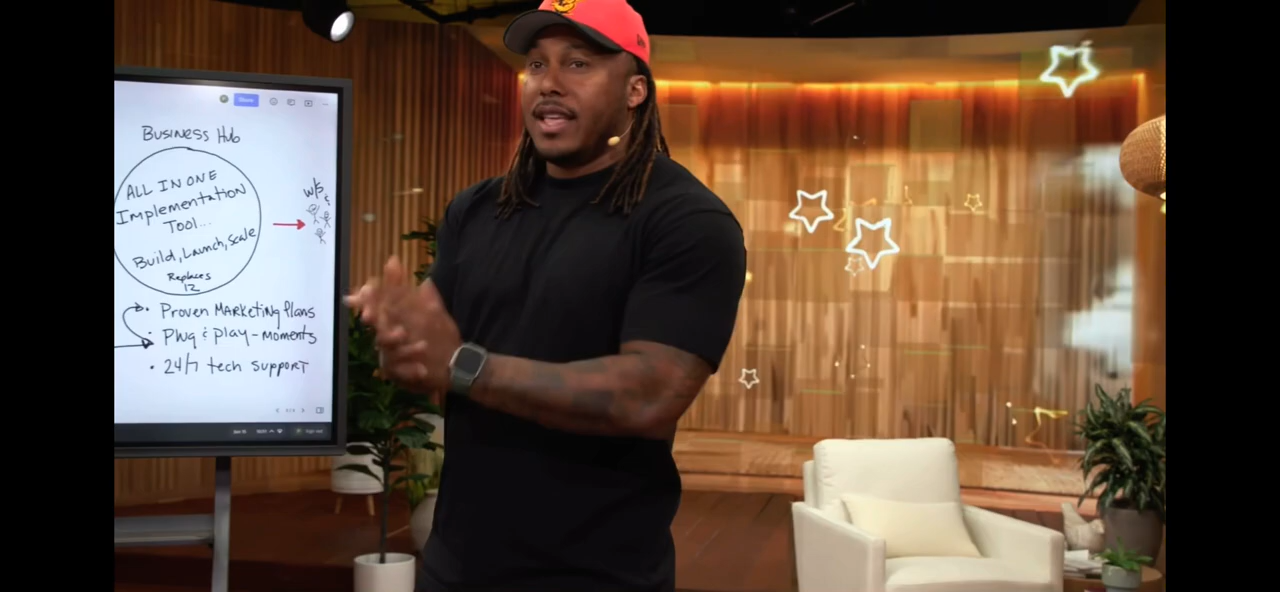 Business Hub
ALL IN ONE
Implementation
TOOL...
Build, Launch, Scale
Replaces
12
w/s &
• Proven MARKETING Plans
• Plug & Play - Moments
• 24/7 tech support